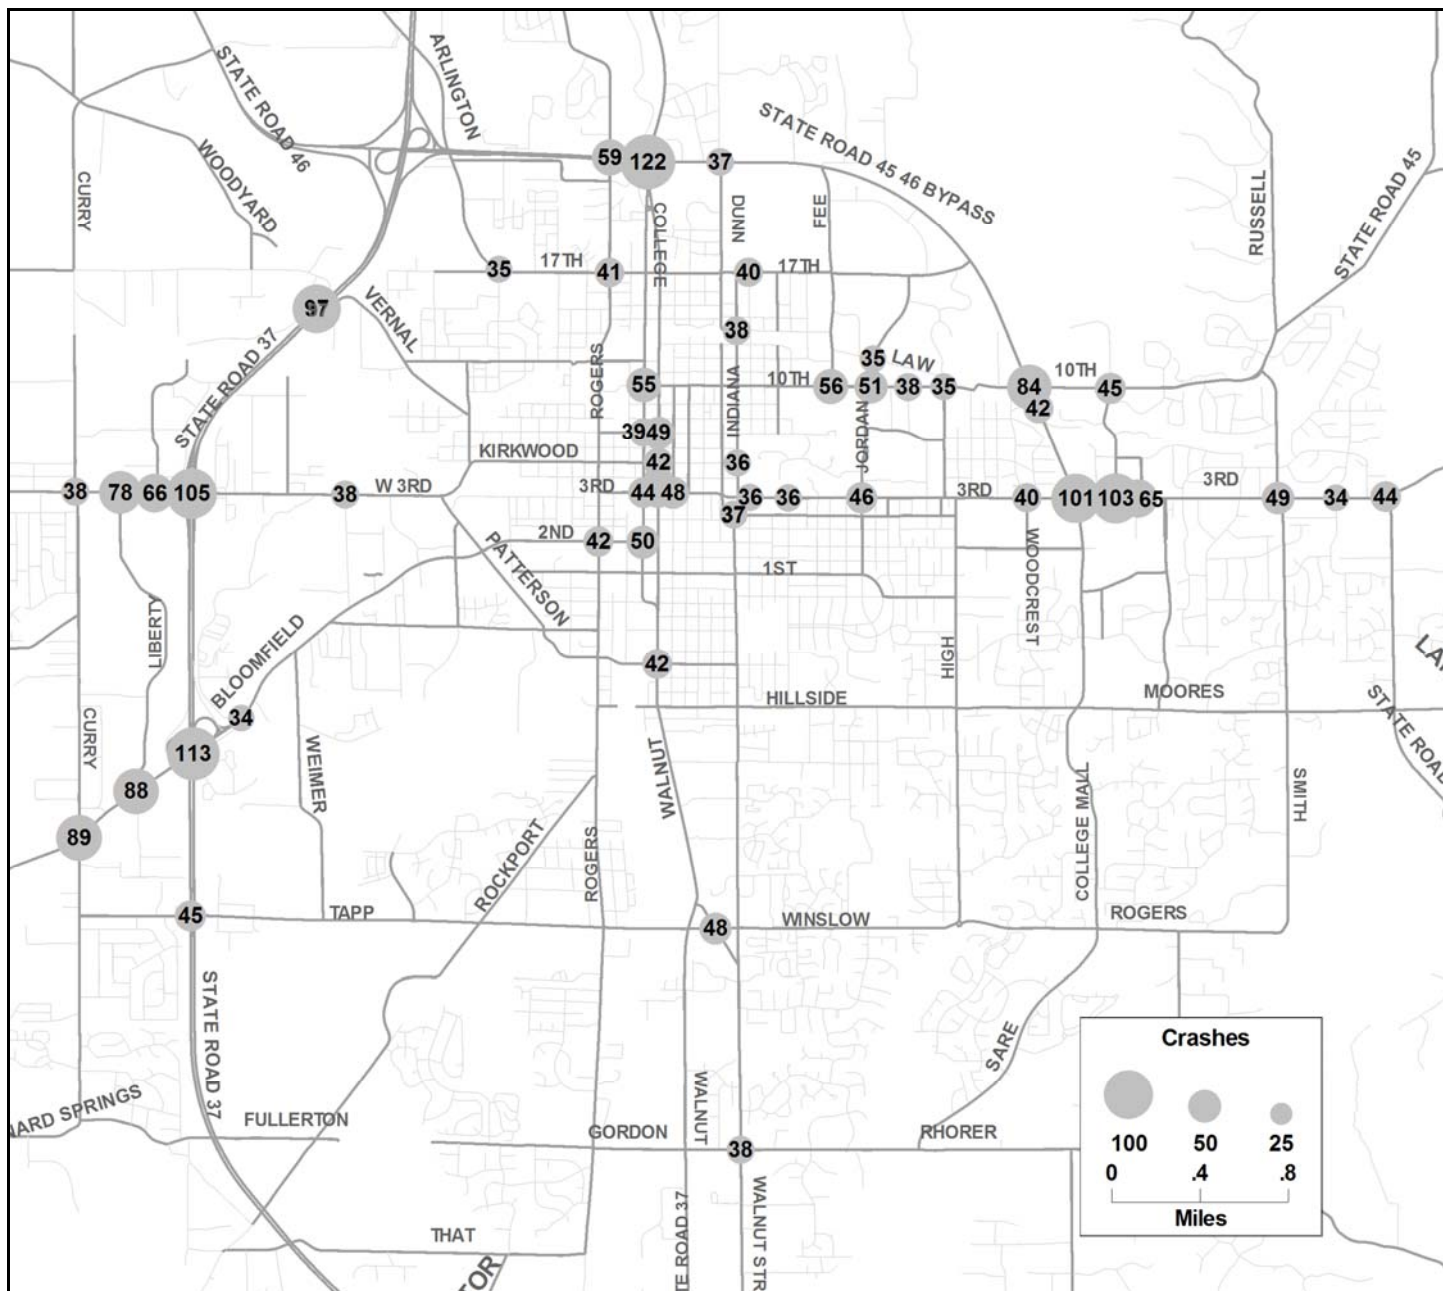 ARLINGTON
STATE ROAD 46
STATE ROAD 45 46 BYPASS
WOODYARD
59
122
37
CURRY
DUNN
FEE
RUSSELL
STATE ROAD 45
COLLEGE
35
17TH
41
40
17TH
97
VERNAL
38
STATE ROAD 37
ROGERS
INDIANA
35
LAW
55
10TH
56
51
38
35
84
10TH
45
42
JORDAN
39
49
KIRKWOOD
42
36
38
78
66
105
38
W 3RD
3RD
44
48
36
36
46
3RD
40
101
103
65
3RD
49
34
44
37
2ND
42
50
PATTERSON
1ST
WOODCREST
LIBERTY
BLOOMFIELD
HIGH
42
LA
MOORES
HILLSIDE
34
STATE ROAD
CURRY
113
WEIMER
WALNUT
88
COLLEGE MALL
SMITH
89
ROCKPORT
ROGERS
45
TAPP
48
WINSLOW
ROGERS
STATE ROAD 37
SARE
WALNUT
NARD SPRINGS
FULLERTON
GORDON
38
RHORER
THAT
TOR
TE ROAD 37
WALNUT STR
Crashes
100
50
25
0
.4
.8
Miles